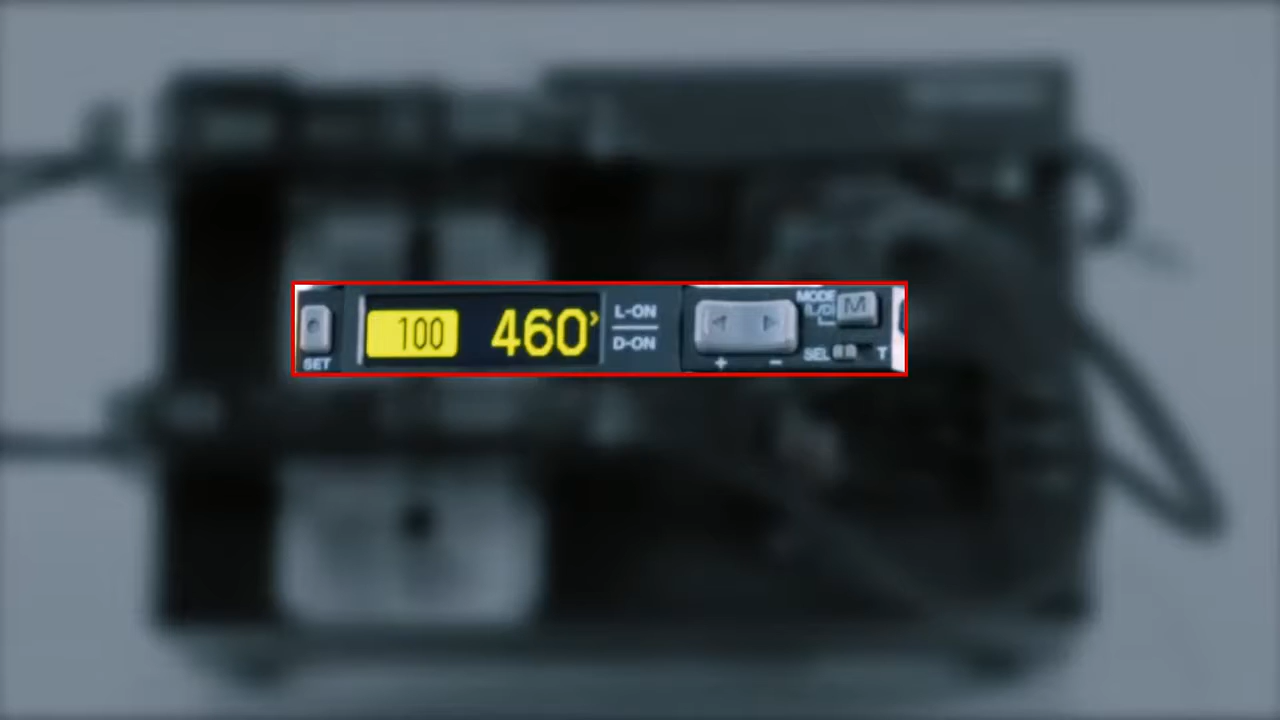 SET
100
460›
L-ON
D-ON
+ -
MODE
(L/D)
M
SEL
T